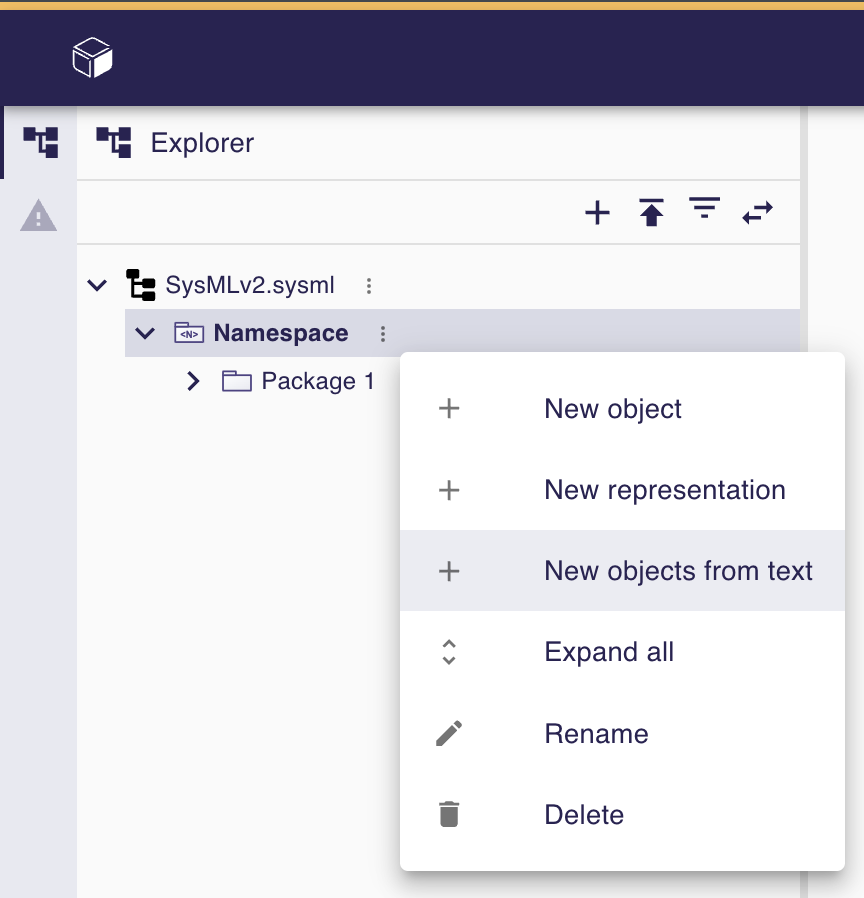 Explorer
SysMLv2.sysml
<N> Namespace
Package 1
New object
New representation
New objects from text
Expand all
Rename
Delete